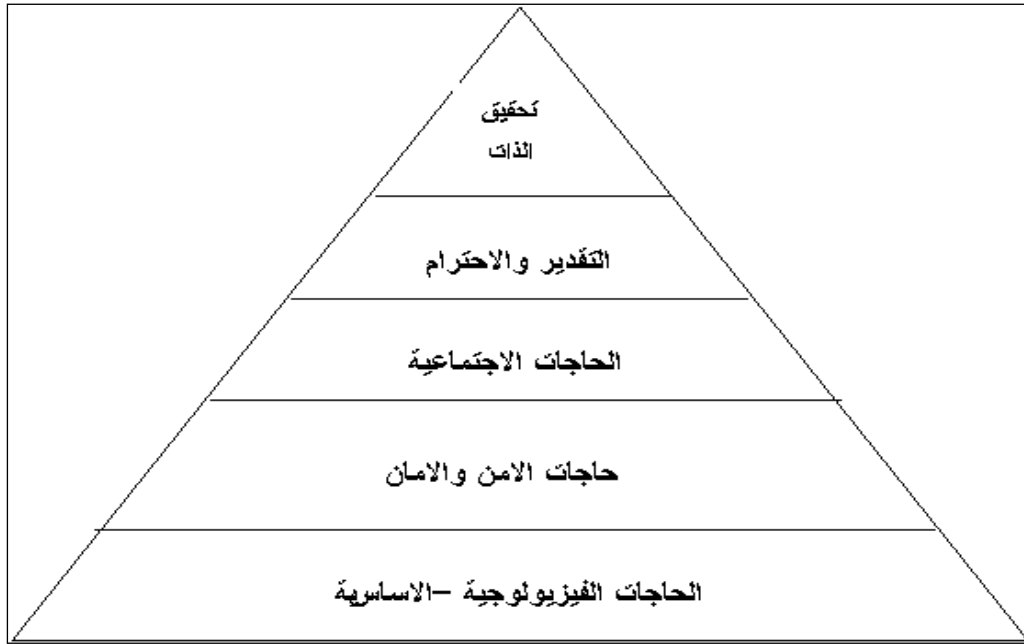 تحقيق
الذات
التقدير والاحترام
الحاجات الاجتماعية
حاجات الامن والامان
الحاجات الفيزيولوجية –الاساسية